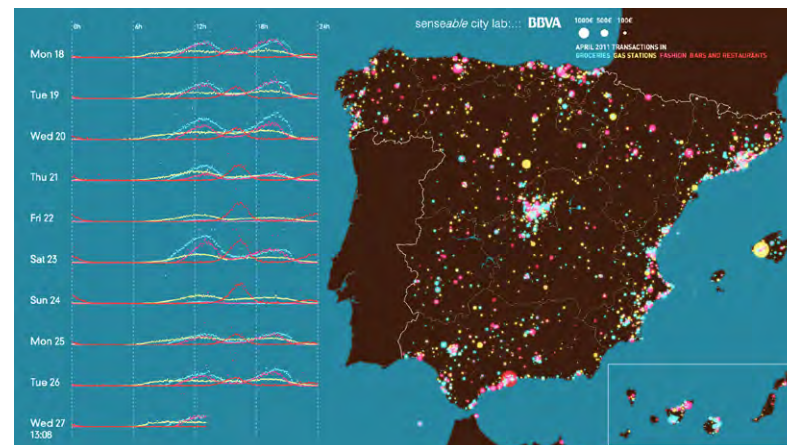 0h 6h 12h 18h 24h
senseable city lab:.:: BBVA
1000€ 500€ 100€
APRIL 2011 TRANSACTIONS IN
GROCERIES GAS STATIONS FASHION BARS AND RESTAURANTS
Mon 18
Tue 19
Wed 20
Thu 21
Fri 22
Sat 23
Sun 24
Mon 25
Tue 26
Wed 27
13:08